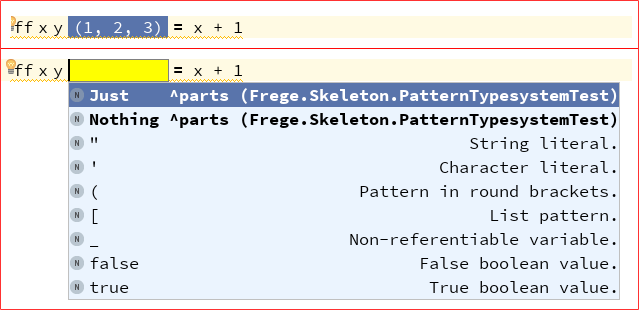 ff x y (1, 2, 3) = x + 1
ff x y = x + 1
N Just ^parts (Frege.Skeleton.PatternTypesystemTest)
N Nothing ^parts (Frege.Skeleton.PatternTypesystemTest)
N " String literal.
N ' Character literal.
N ( Pattern in round brackets.
N [ List pattern.
N _ Non-referentiable variable.
N false False boolean value.
N true True boolean value.